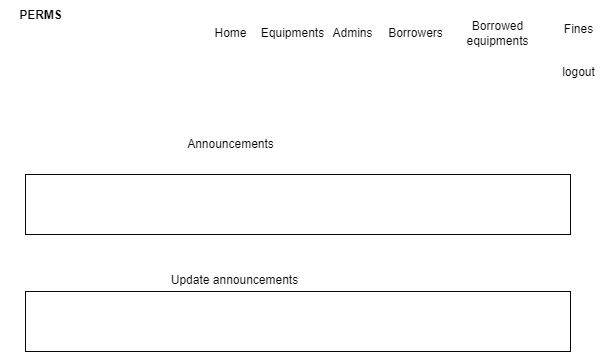 PERMS
Home Equipments Admins Borrowers Borrowed equipments Fines
logout
Announcements
Update announcements